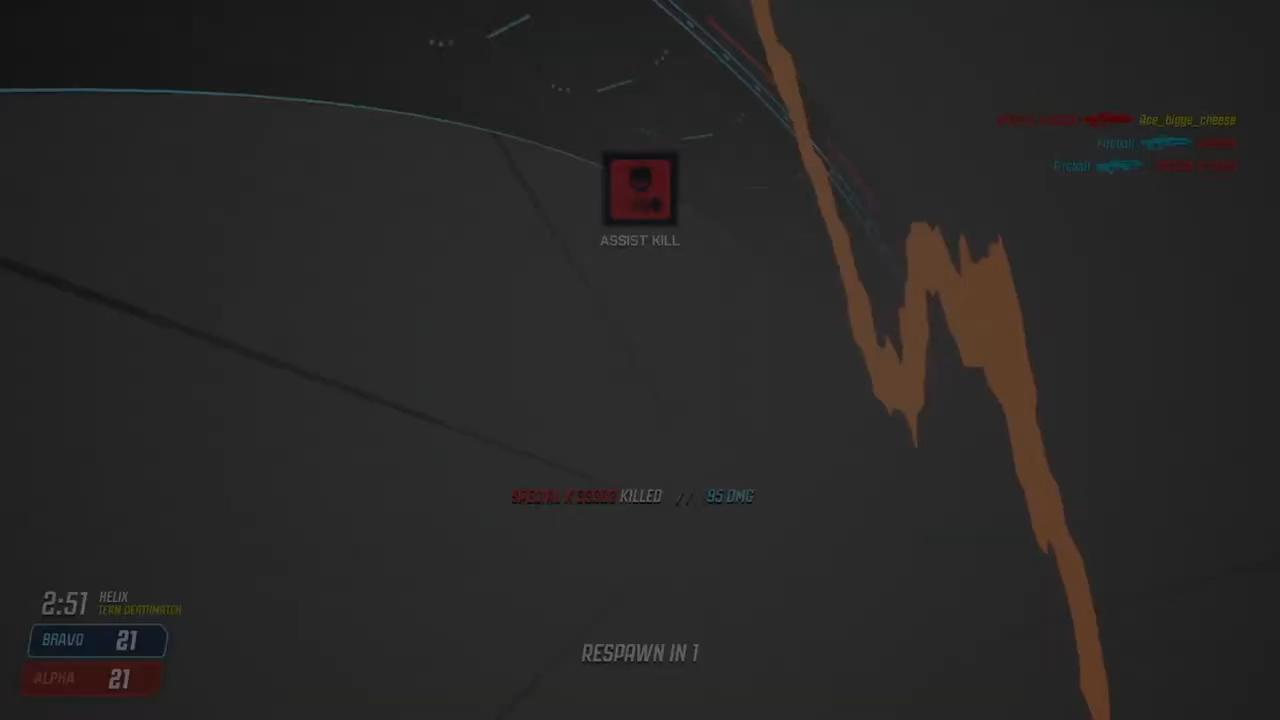 Ace_bigge_cheese
Fireball
Fireball
ASSIST KILL
KILLED // 95 DMG
2:51 HELIX
TEAM DEATHMATCH
BRAVO 21
ALPHA 21
RESPAWN IN 1